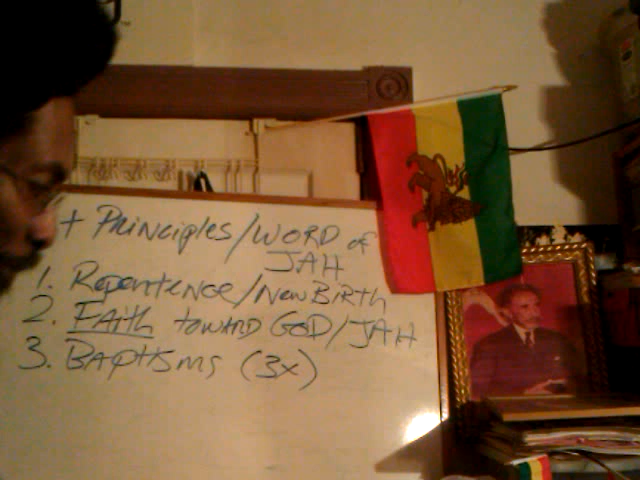 + PRINCIPLES/WORD of
JAH
1. Repentence/New Birth
2. FAith toward GOD/JAH
3. BAptisms (3x)